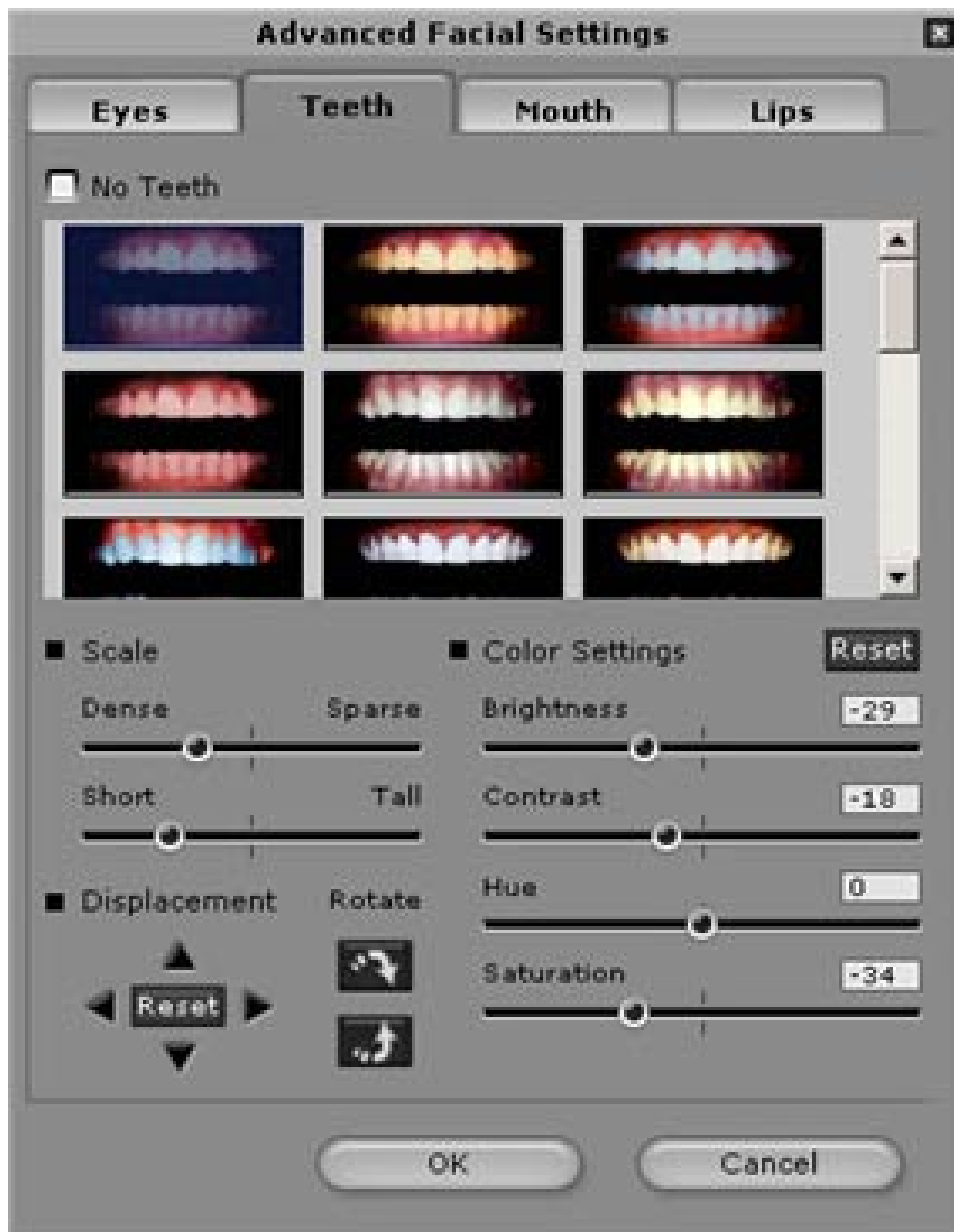 Advanced Facial Settings
Eyes
Teeth
Mouth
Lips
No Teeth
Scale
Dense Sparse
Short Tall
Displacement Rotate
Reset
Color Settings Reset
Brightness -29
Contrast -18
Hue 0
Saturation -34
OK
Cancel